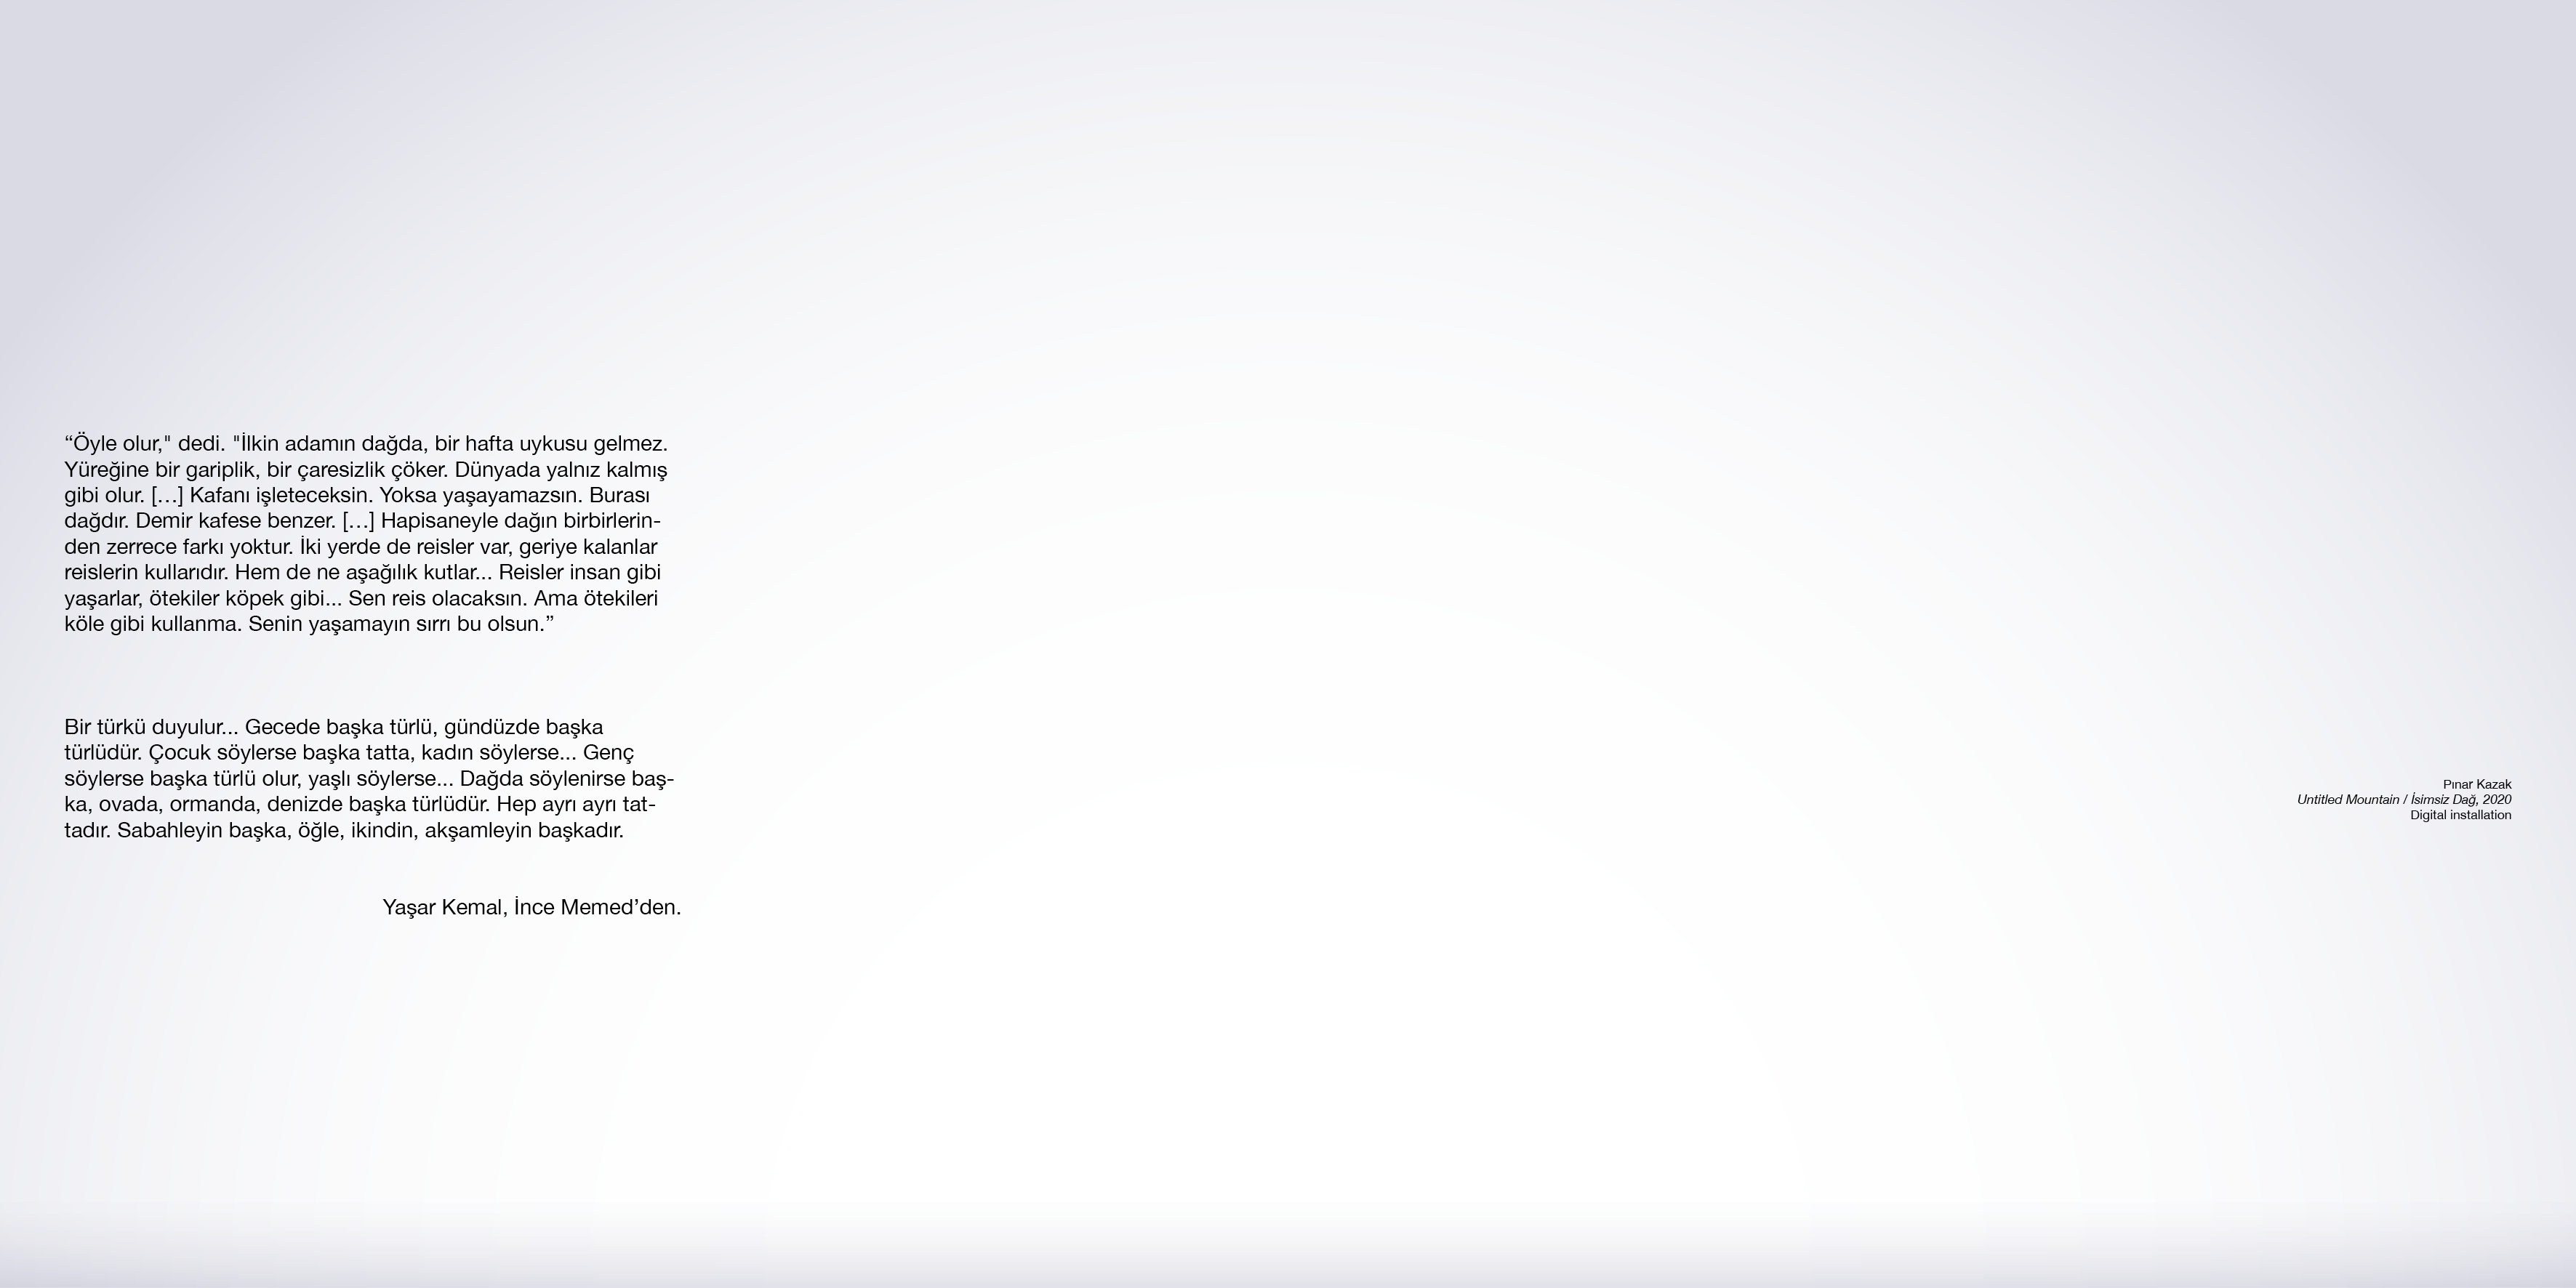 “Öyle olur," dedi. "İlkin adamın dağda, bir hafta uykusu gelmez.
Yüreğine bir gariplik, bir çaresizlik çöker. Dünyada yalnız kalmış
gibi olur. […] Kafanı işleteceksin. Yoksa yaşayamazsın. Burası
dağdır. Demir kafese benzer. […] Hapisaneyle dağın birbirlerin-
den zerrece farkı yoktur. İki yerde de reisler var, geriye kalanlar
reislerin kullarıdır. Hem de ne aşağılık kutlar... Reisler insan gibi
yaşarlar, ötekiler köpek gibi... Sen reis olacaksın. Ama ötekileri
köle gibi kullanma. Senin yaşamayın sırrı bu olsun.”
Bir türkü duyulur... Gecede başka türlü, gündüzde başka
türlüdür. Çocuk söylerse başka tatta, kadın söylerse... Genç
söylerse başka türlü olur, yaşlı söylerse... Dağda söylenirse baş-
ka, ovada, ormanda, denizde başka türlüdür. Hep ayrı ayrı tat-
tadır. Sabahleyin başka, öğle, ikindin, akşamleyin başkadır.
Yaşar Kemal, İnce Memed’den.
Pınar Kazak
Untitled Mountain / İsimsiz Dağ, 2020
Digital installation